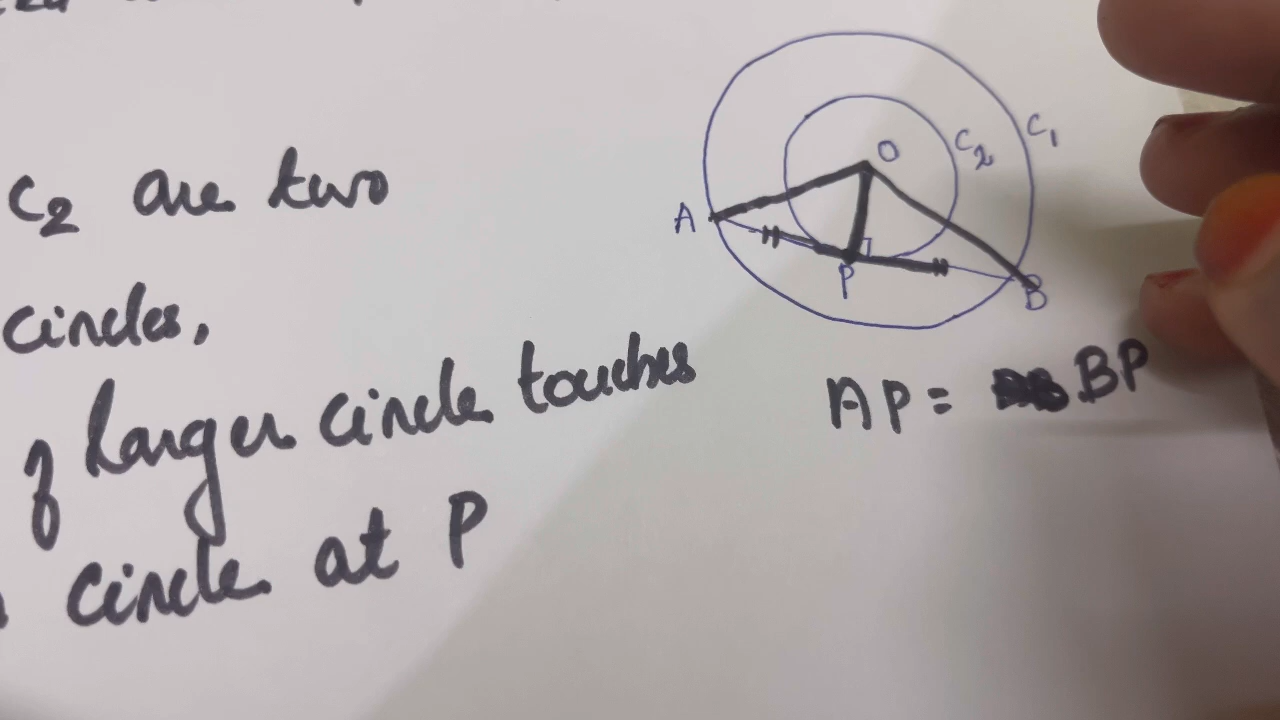 C2 are two
circles,
of larger circle touches
circle at P
O
C2
C1
A
P
B
AP = BP